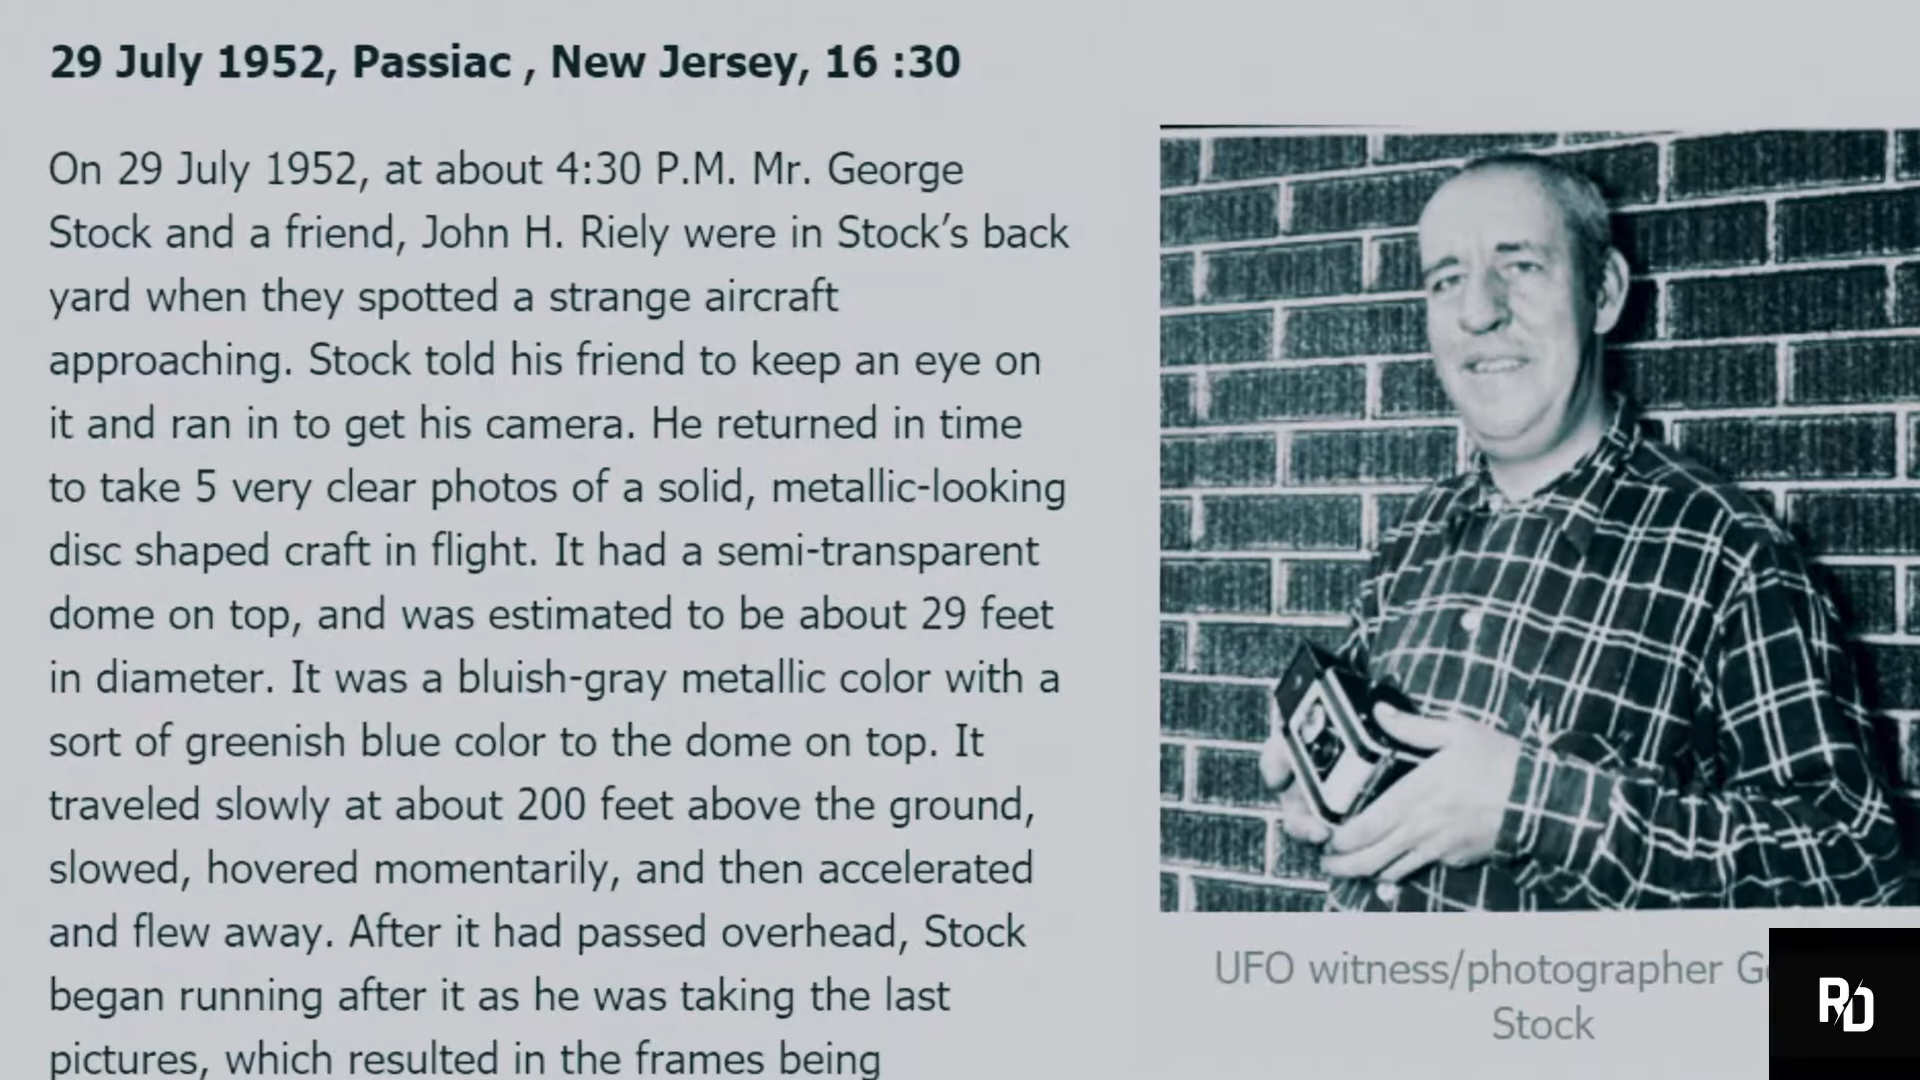 29 July 1952, Passiac , New Jersey, 16 :30
On 29 July 1952, at about 4:30 P.M. Mr. George
Stock and a friend, John H. Riely were in Stock’s back
yard when they spotted a strange aircraft
approaching. Stock told his friend to keep an eye on
it and ran in to get his camera. He returned in time
to take 5 very clear photos of a solid, metallic-looking
disc shaped craft in flight. It had a semi-transparent
dome on top, and was estimated to be about 29 feet
in diameter. It was a bluish-gray metallic color with a
sort of greenish blue color to the dome on top. It
traveled slowly at about 200 feet above the ground,
slowed, hovered momentarily, and then accelerated
and flew away. After it had passed overhead, Stock
began running after it as he was taking the last
pictures, which resulted in the frames being
UFO witness/photographer
Stock
RD